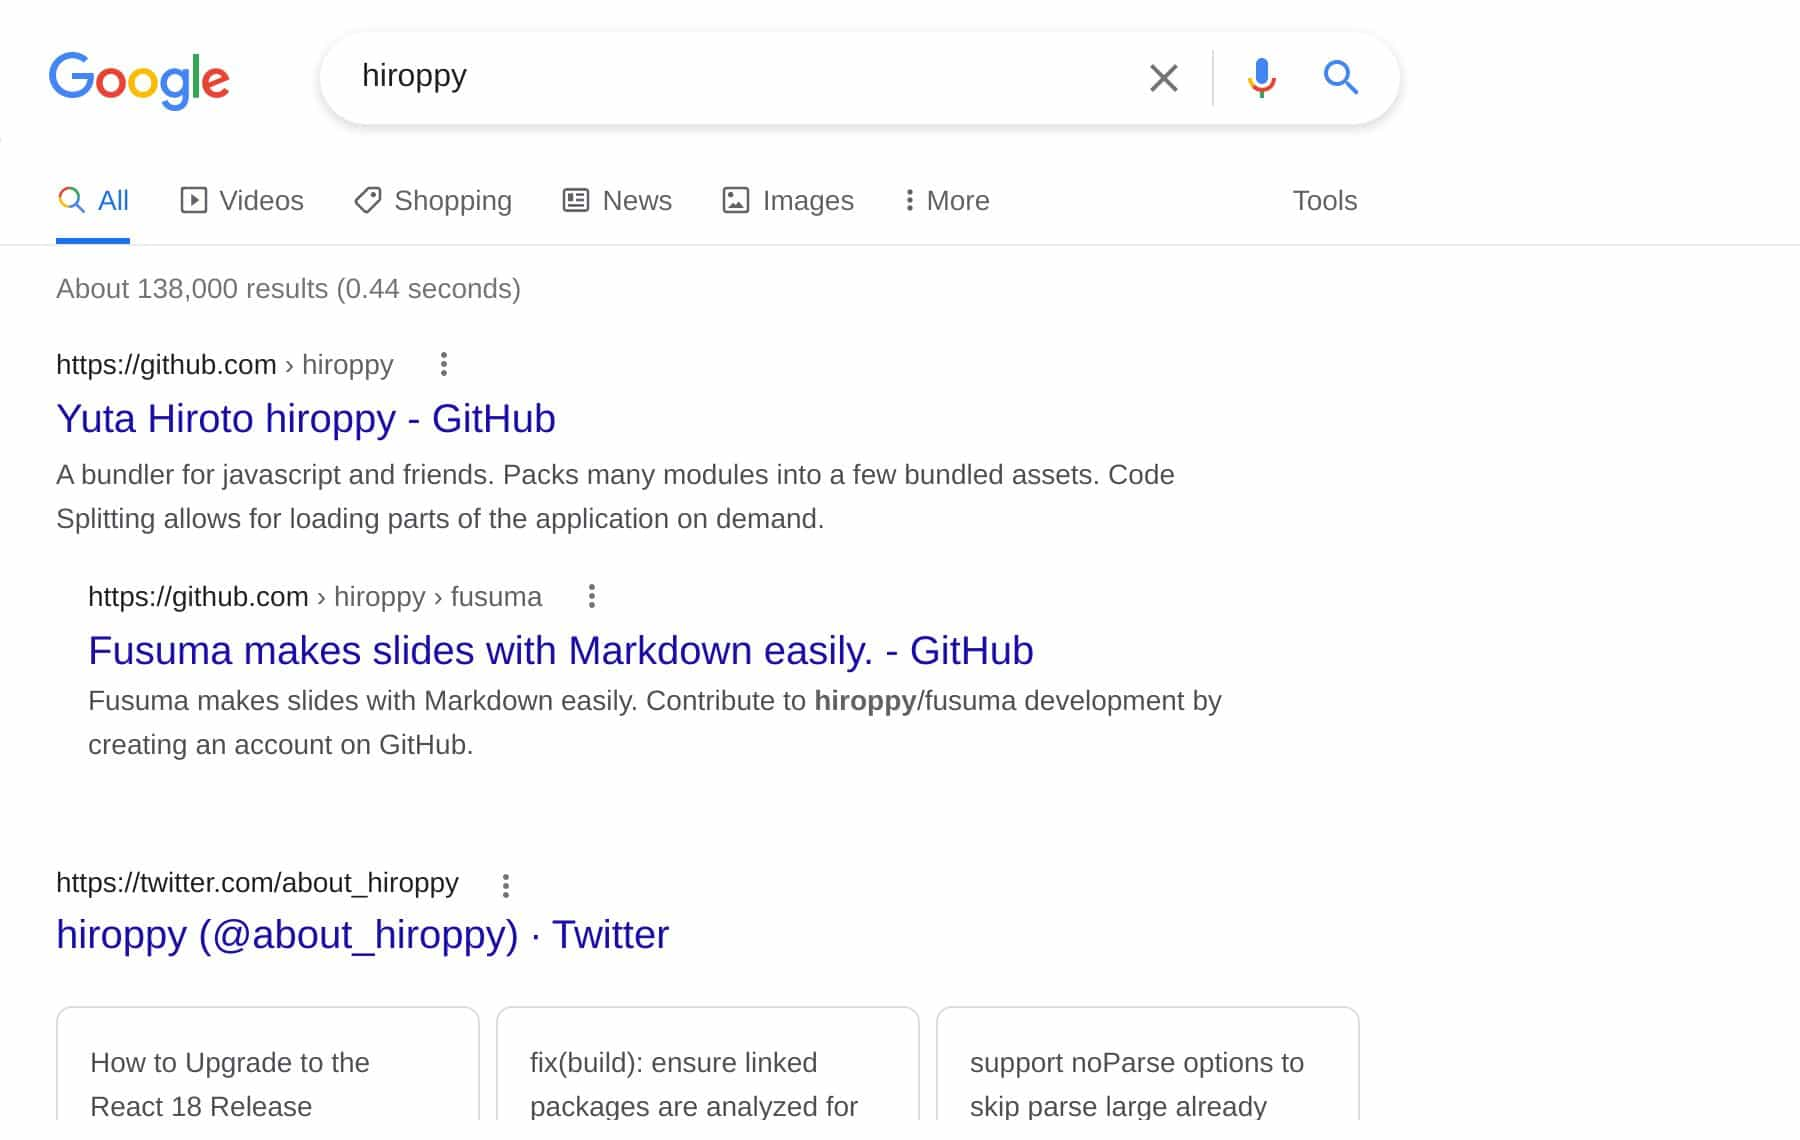 Google
hiroppy
All Videos Shopping News Images More Tools
About 138,000 results (0.44 seconds)
https://github.com › hiroppy
Yuta Hiroto hiroppy - GitHub
A bundler for javascript and friends. Packs many modules into a few bundled assets. Code
Splitting allows for loading parts of the application on demand.
https://github.com › hiroppy › fusuma
Fusuma makes slides with Markdown easily. - GitHub
Fusuma makes slides with Markdown easily. Contribute to hiroppy/fusuma development by
creating an account on GitHub.
https://twitter.com/about_hiroppy
hiroppy (@about_hiroppy) · Twitter
How to Upgrade to the
React 18 Release
fix(build): ensure linked
packages are analyzed for
support noParse options to
skip parse large already